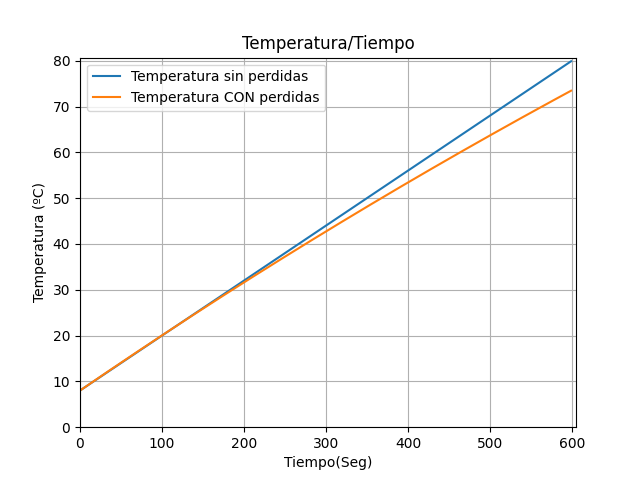 Temperatura/Tiempo
Temperatura sin perdidas
Temperatura CON perdidas
80
70
60
50
40
30
20
10
0
Temperatura (ºC)
0 100 200 300 400 500 600
Tiempo(Seg)